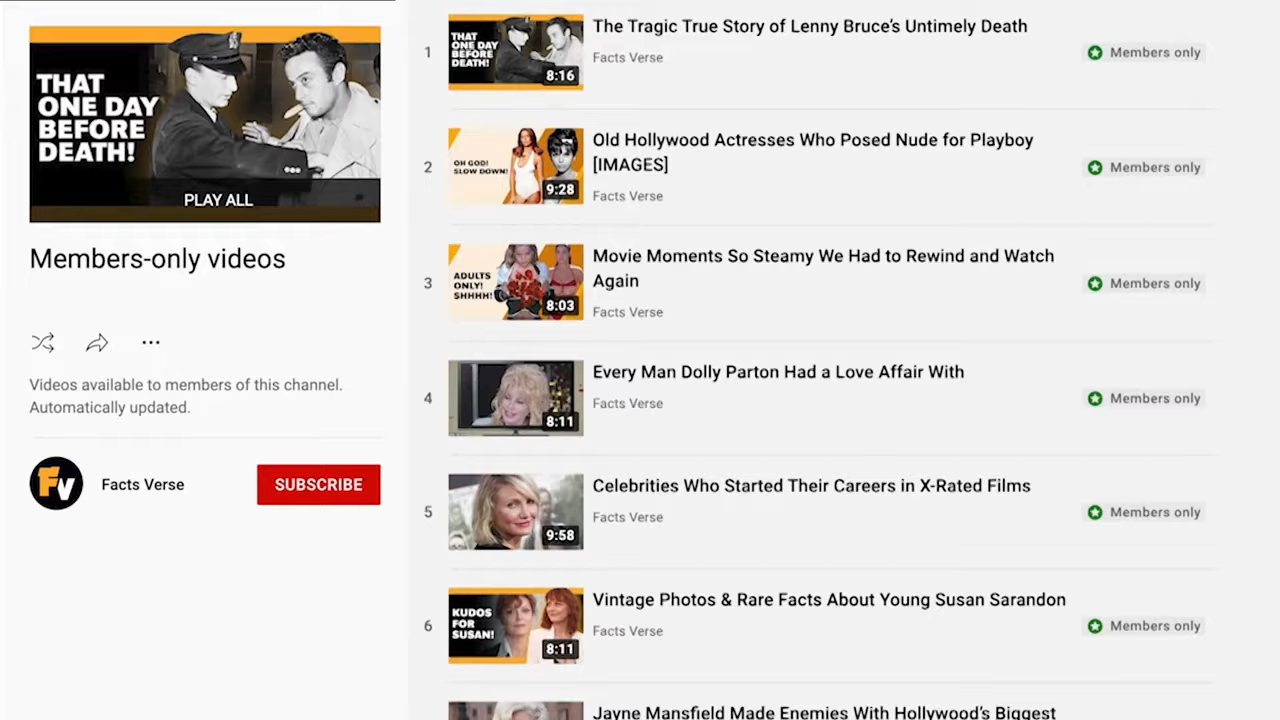 THAT
ONE DAY
BEFORE
DEATH!
PLAY ALL
Members-only videos
Videos available to members of this channel.
Automatically updated.
FV
Facts Verse
SUBSCRIBE
1
THAT
ONE DAY
BEFORE
DEATH!
8:16
The Tragic True Story of Lenny Bruce's Untimely Death
Facts Verse
Members only
2
OH GOD!
SLOW DOWN!
9:28
Old Hollywood Actresses Who Posed Nude for Playboy
[IMAGES]
Facts Verse
Members only
3
ADULTS
ONLY!
SHHHH!
8:03
Movie Moments So Steamy We Had to Rewind and Watch
Again
Facts Verse
Members only
4
8:11
Every Man Dolly Parton Had a Love Affair With
Facts Verse
Members only
5
9:58
Celebrities Who Started Their Careers in X-Rated Films
Facts Verse
Members only
6
KUDOS
FOR
SUSAN!
8:11
Vintage Photos & Rare Facts About Young Susan Sarandon
Facts Verse
Members only
Jayne Mansfield Made Enemies With Hollywood's Biggest